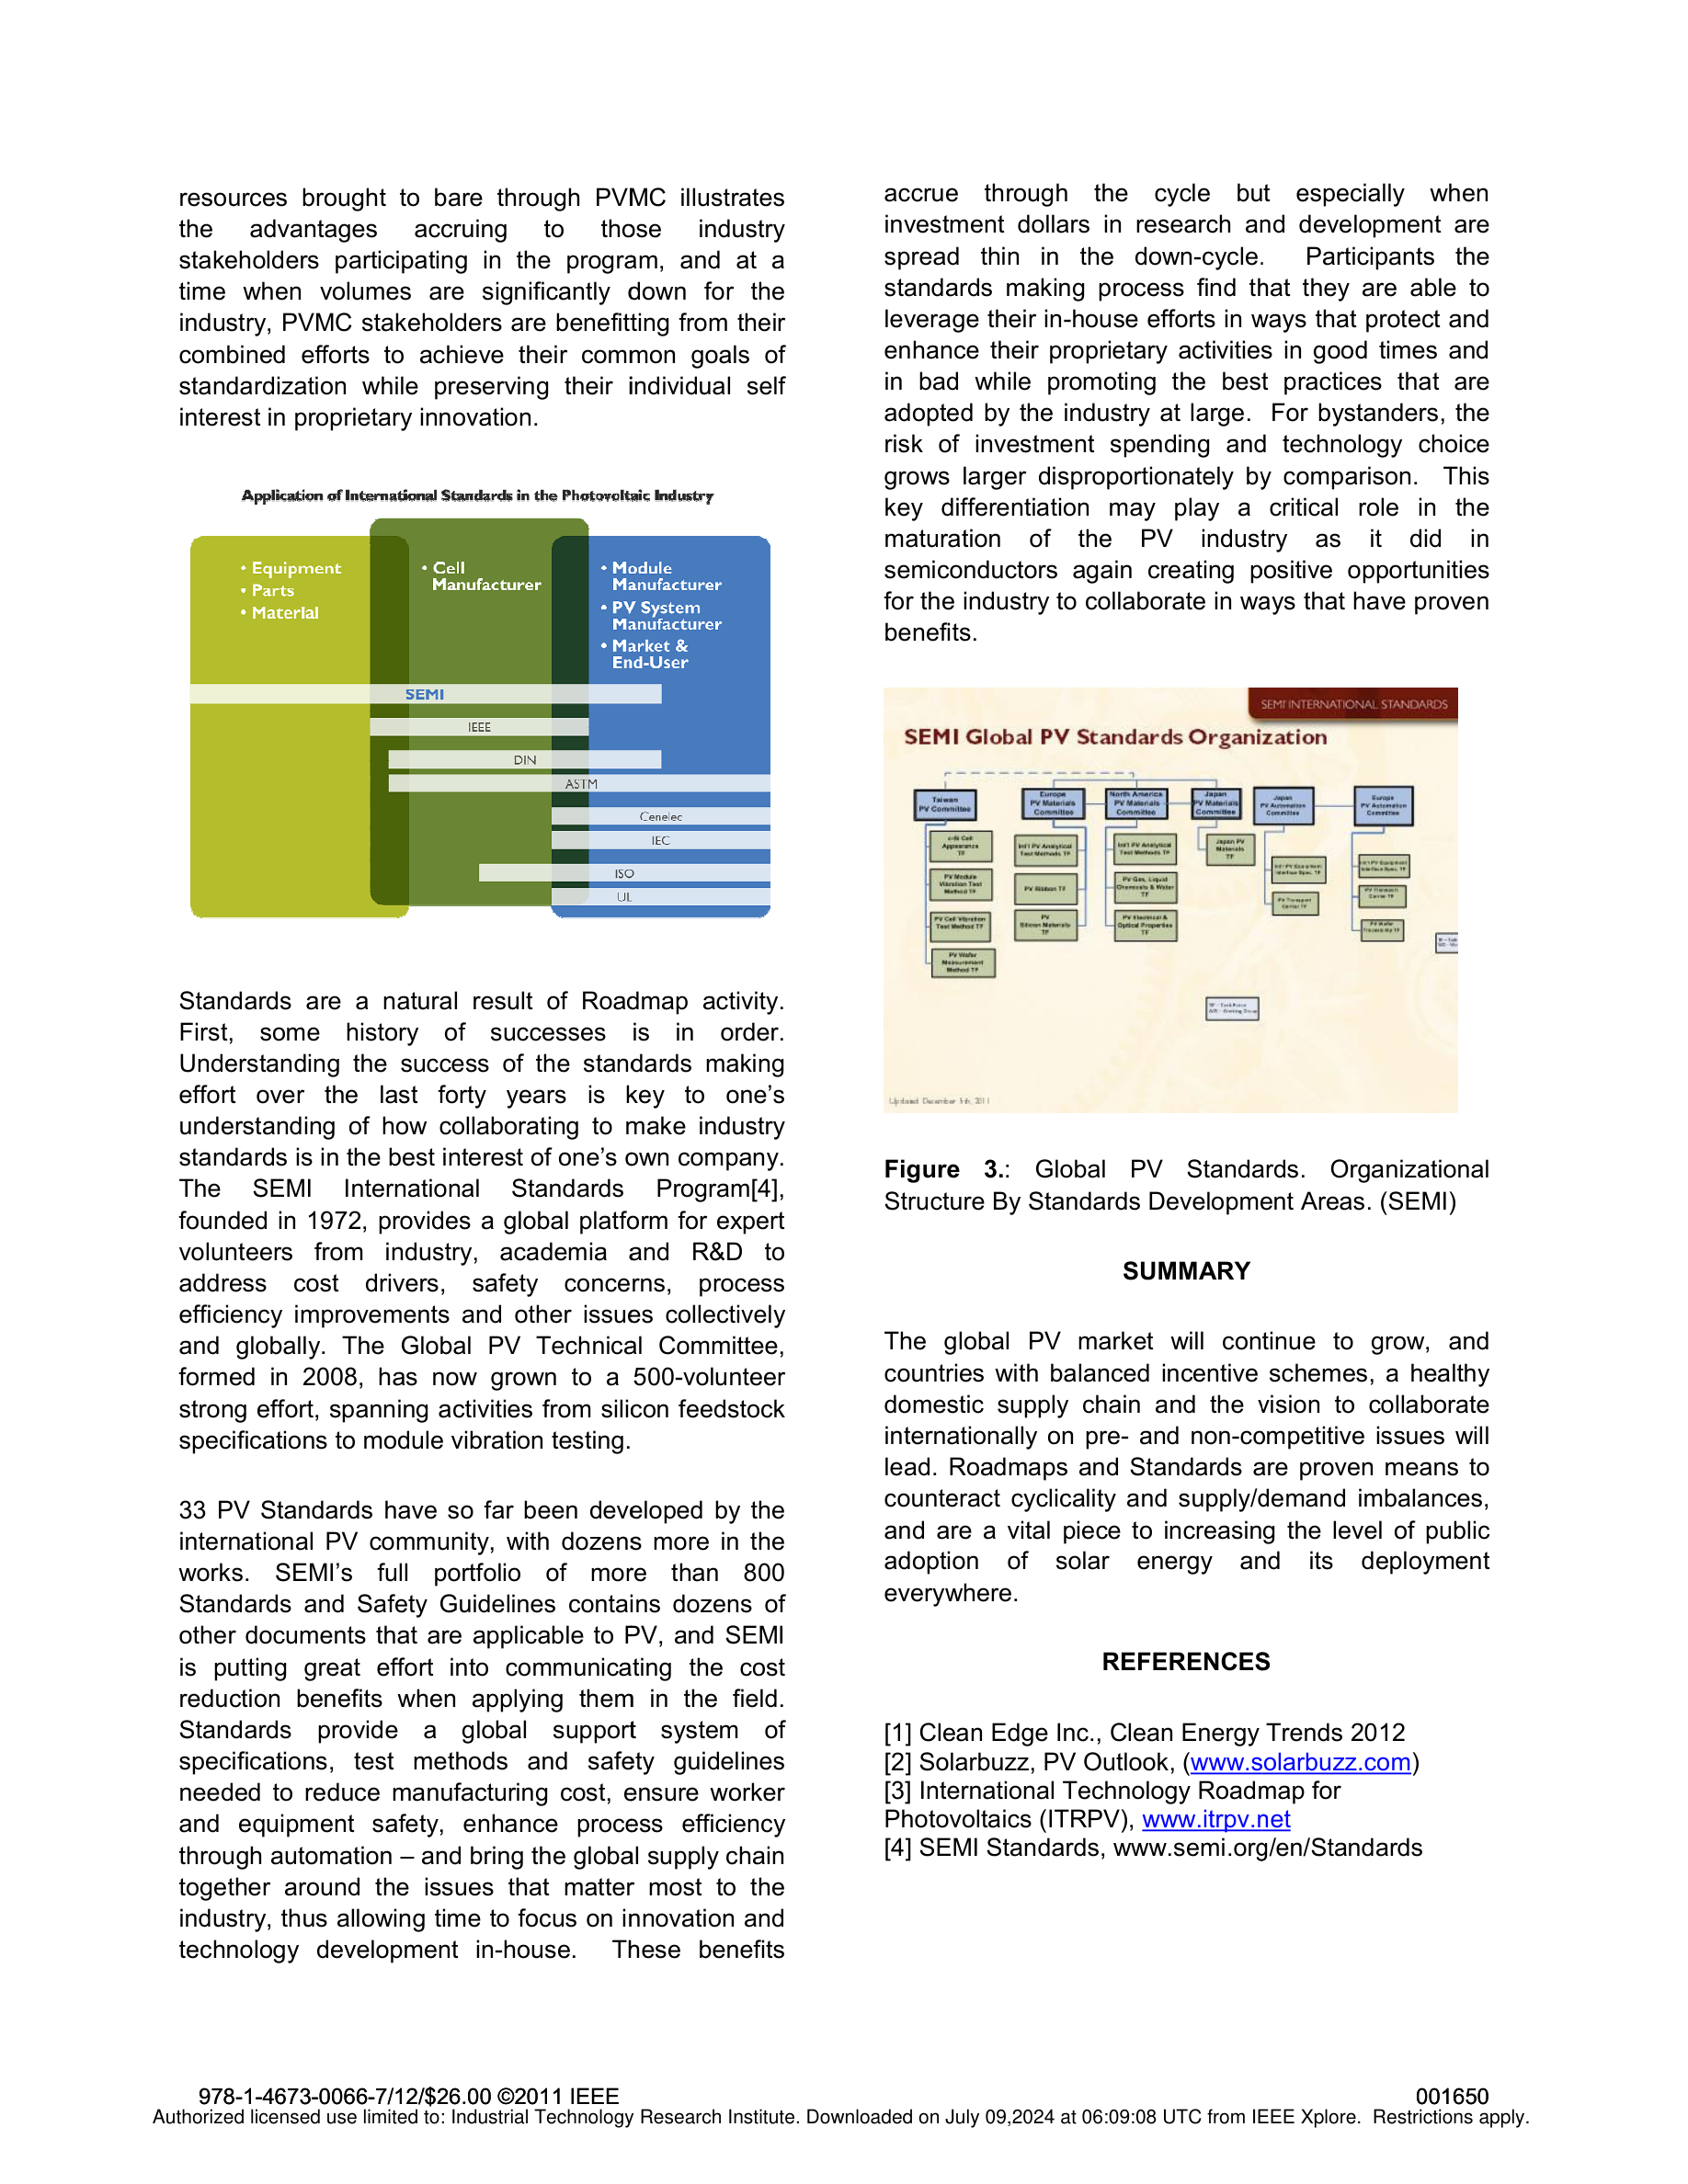 resources brought to bare through PVMC illustrates
the advantages accruing to those industry
stakeholders participating in the program, and at a
time when volumes are significantly down for the
industry, PVMC stakeholders are benefitting from their
combined efforts to achieve their common goals of
standardization while preserving their individual self
interest in proprietary innovation.
Application of International Standards in the Photovoltaic Industry
• Equipment
• Parts
• Material
• Cell
Manufacturer
• Module
Manufacturer
• PV System
Manufacturer
• Market &
End-User
SEMI
IEEE
DIN
ASTM
Cenelec
IEC
ISO
UL
Standards are a natural result of Roadmap activity.
First, some history of successes is in order.
Understanding the success of the standards making
effort over the last forty years is key to one's
understanding of how collaborating to make industry
standards is in the best interest of one's own company.
The SEMI International Standards Program[4],
founded in 1972, provides a global platform for expert
volunteers from industry, academia and R&D to
address cost drivers, safety concerns, process
efficiency improvements and other issues collectively
and globally. The Global PV Technical Committee,
formed in 2008, has now grown to a 500-volunteer
strong effort, spanning activities from silicon feedstock
specifications to module vibration testing.
33 PV Standards have so far been developed by the
international PV community, with dozens more in the
works. SEMI's full portfolio of more than 800
Standards and Safety Guidelines contains dozens of
other documents that are applicable to PV, and SEMI
is putting great effort into communicating the cost
reduction benefits when applying them in the field.
Standards provide a global support system of
specifications, test methods and safety guidelines
needed to reduce manufacturing cost, ensure worker
and equipment safety, enhance process efficiency
through automation – and bring the global supply chain
together around the issues that matter most to the
industry, thus allowing time to focus on innovation and
technology development in-house. These benefits
accrue through the cycle but especially when
investment dollars in research and development are
spread thin in the down-cycle. Participants the
standards making process find that they are able to
leverage their in-house efforts in ways that protect and
enhance their proprietary activities in good times and
in bad while promoting the best practices that are
adopted by the industry at large. For bystanders, the
risk of investment spending and technology choice
grows larger disproportionately by comparison. This
key differentiation may play a critical role in the
maturation of the PV industry as it did in
semiconductors again creating positive opportunities
for the industry to collaborate in ways that have proven
benefits.
SEMI INTERNATIONAL STANDARDS
SEMI Global PV Standards Organization
Taiwan
PV Committee
Europe
PV Materials
Committee
North America
PV Materials
Committee
Japan
PV Materials
Committee
Japan
PV Automation
Committee
Europe
PV Automation
Committee
c-Si Cell
Appearance
TF
PV Module
Vibration Test
Method TF
PV Cell Vibration
Test Method TF
PV Wafer
Measurement
Method TF
Int'l PV Analytical
Test Methods TF
PV Ribbon TF
PV
Silicon Materials
TF
Int'l PV Analytical
Test Methods TF
PV Gas, Liquid
Chemicals & Water
TF
PV Electrical &
Optical Properties
TF
Japan PV
Materials
TF
Int'l PV Equipment
Interface Spec. TF
PV Transport
Carrier TF
Int'l PV Equipment
Interface Spec. TF
PV Transport
Carrier TF
PV Wafer
Traceability TF
TF - Task Force
WG - Working Group
Updated December 5th, 2011
Figure 3.: Global PV Standards. Organizational
Structure By Standards Development Areas. (SEMI)
SUMMARY
The global PV market will continue to grow, and
countries with balanced incentive schemes, a healthy
domestic supply chain and the vision to collaborate
internationally on pre- and non-competitive issues will
lead. Roadmaps and Standards are proven means to
counteract cyclicality and supply/demand imbalances,
and are a vital piece to increasing the level of public
adoption of solar energy and its deployment
everywhere.
REFERENCES
[1] Clean Edge Inc., Clean Energy Trends 2012
[2] Solarbuzz, PV Outlook, (www.solarbuzz.com)
[3] International Technology Roadmap for
Photovoltaics (ITRPV), www.itrpv.net
[4] SEMI Standards, www.semi.org/en/Standards
978-1-4673-0066-7/12/$26.00 ©2011 IEEE
001650
Authorized licensed use limited to: Industrial Technology Research Institute. Downloaded on July 09,2024 at 06:09:08 UTC from IEEE Xplore. Restrictions apply.